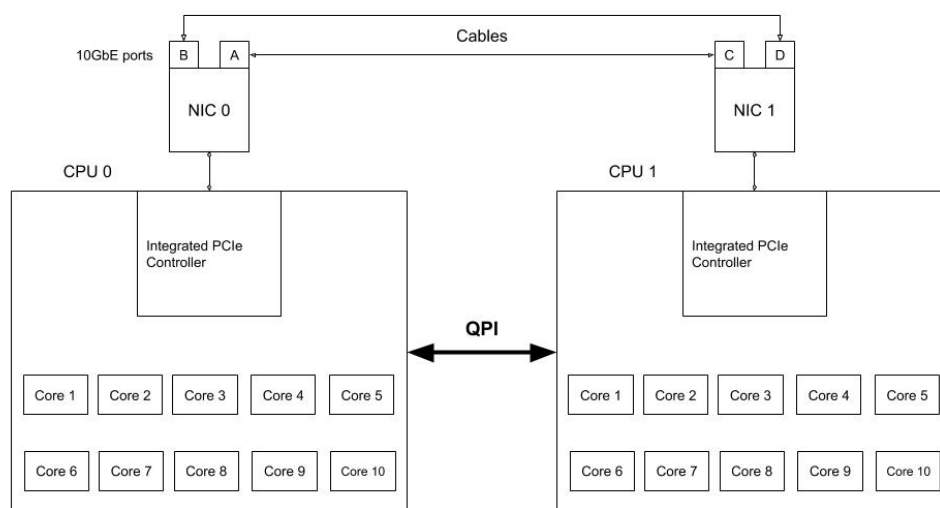 Cables
10GbE ports
B
A
C
D
NIC 0
NIC 1
CPU 0
CPU 1
Integrated PCIe
Controller
Integrated PCIe
Controller
QPI
Core 1
Core 2
Core 3
Core 4
Core 5
Core 1
Core 2
Core 3
Core 4
Core 5
Core 6
Core 7
Core 8
Core 9
Core 10
Core 6
Core 7
Core 8
Core 9
Core 10